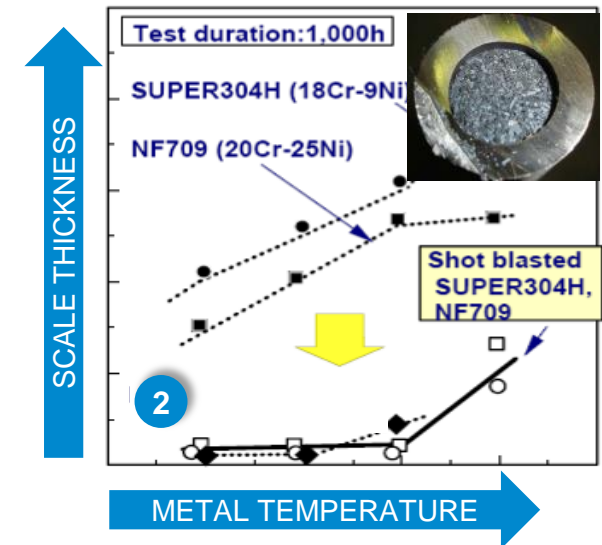 Test duration:1,000h
SUPER304H (18Cr-9Ni)
NF709 (20Cr-25Ni)
Shot blasted
SUPER304H,
NF709
2
SCALE THICKNESS
METAL TEMPERATURE